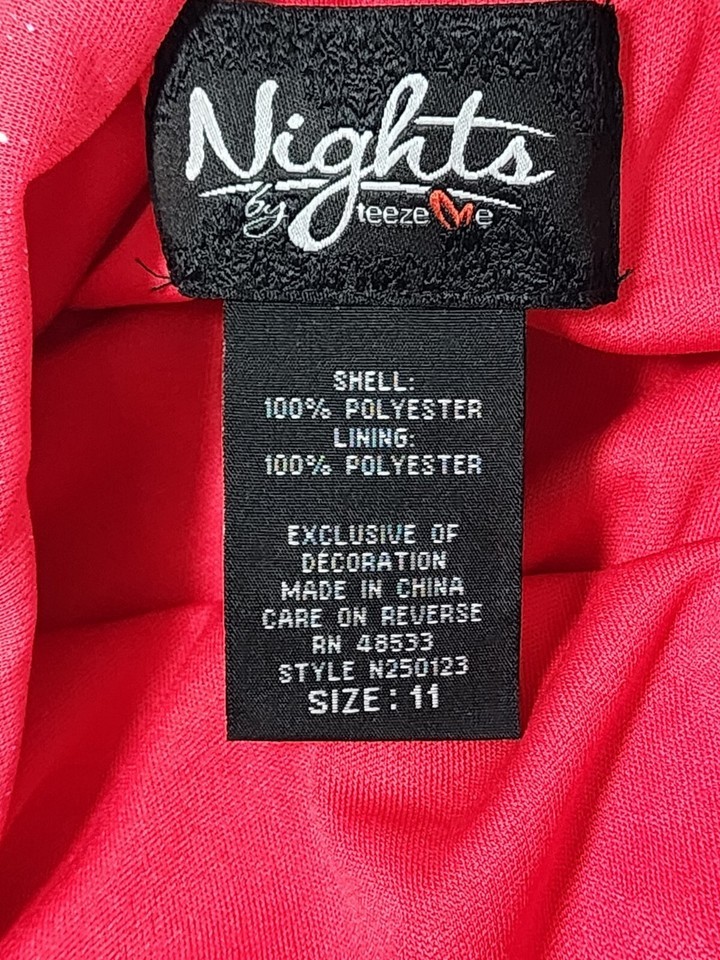 Nights
by teeze Me
SHELL:
100% POLYESTER
LINING:
100% POLYESTER
EXCLUSIVE OF
DECORATION
MADE IN CHINA
CARE ON REVERSE
RN 48533
STYLE N250123
SIZE: 11